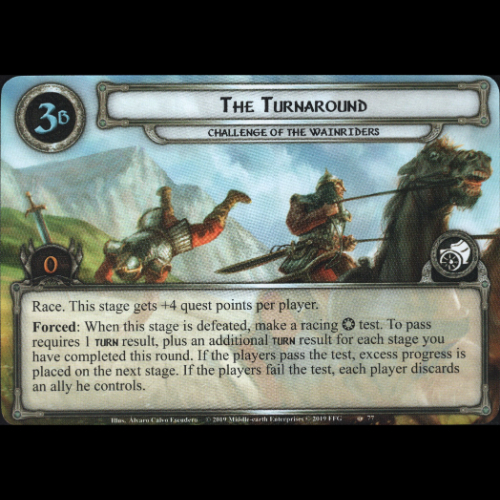 3B
THE TURNAROUND
CHALLENGE OF THE WAINRIDERS
0
Race. This stage gets +4 quest points per player.
Forced: When this stage is defeated, make a racing test. To pass
requires 1 TURN result, plus an additional TURN result for each stage you
have completed this round. If the players pass the test, excess progress is
placed on the next stage. If the players fail the test, each player discards
an ally he controls.
Illus. Álvaro Calvo Escudero © 2019 Middle-earth Enterprises © 2019 FFG 77